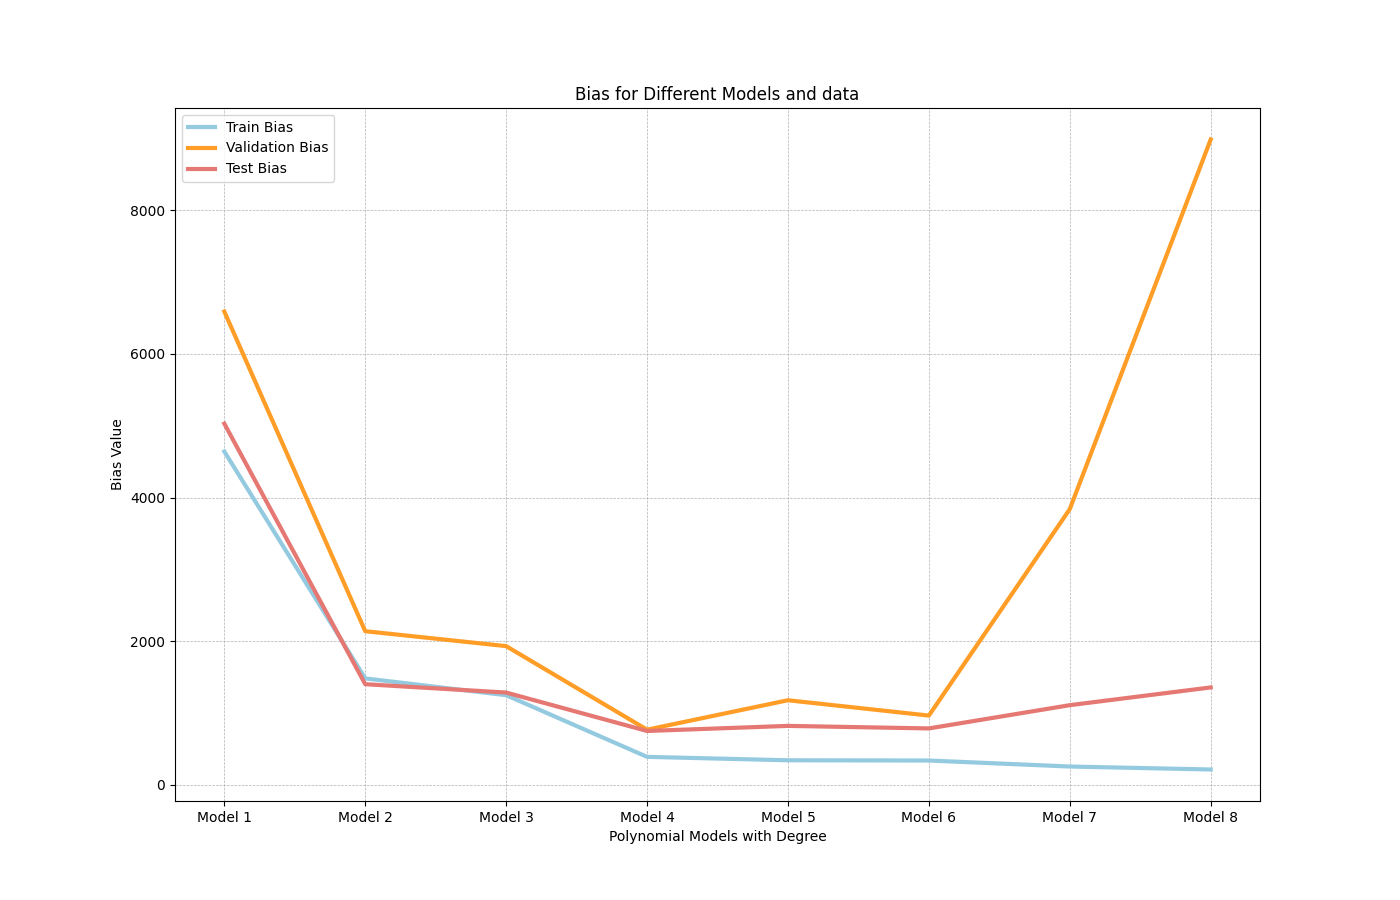 Bias for Different Models and data
Train Bias
Validation Bias
Test Bias
8000
6000
4000
2000
0
Bias Value
Model 1 Model 2 Model 3 Model 4 Model 5 Model 6 Model 7 Model 8
Polynomial Models with Degree